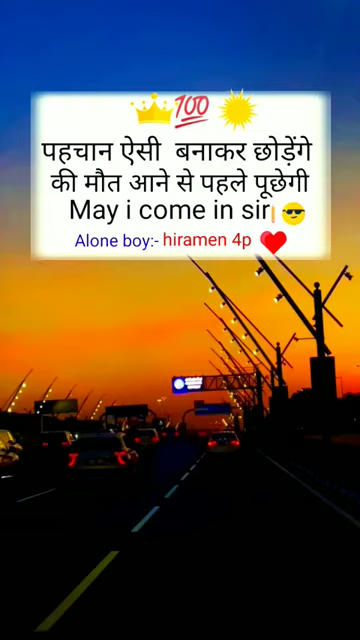 👑💯☀️
पहचान ऐसी बनाकर छोड़ेंगे
की मौत आने से पहले पूछेगी
May i come in sir 😎
Alone boy:- hiramen 4p ❤️